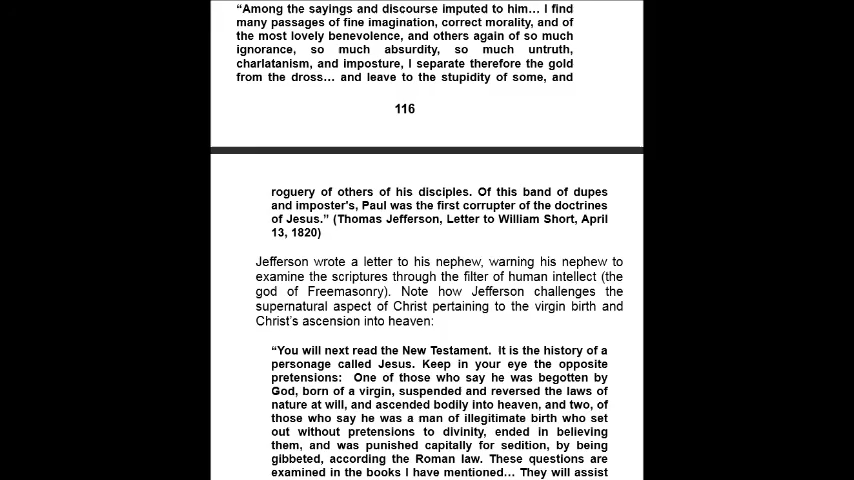 “Among the sayings and discourse imputed to him… I find
many passages of fine imagination, correct morality, and of
the most lovely benevolence, and others again of so much
ignorance, so much absurdity, so much untruth,
charlatanism, and imposture, I separate therefore the gold
from the dross… and leave to the stupidity of some, and
116
roguery of others of his disciples. Of this band of dupes
and imposter's, Paul was the first corrupter of the doctrines
of Jesus.” (Thomas Jefferson, Letter to William Short, April
13, 1820)
Jefferson wrote a letter to his nephew, warning his nephew to
examine the scriptures through the filter of human intellect (the
god of Freemasonry). Note how Jefferson challenges the
supernatural aspect of Christ pertaining to the virgin birth and
Christ’s ascension into heaven:
“You will next read the New Testament. It is the history of a
personage called Jesus. Keep in your eye the opposite
pretensions: One of those who say he was begotten by
God, born of a virgin, suspended and reversed the laws of
nature at will, and ascended bodily into heaven, and two, of
those who say he was a man of illegitimate birth who set
out without pretensions to divinity, ended in believing
them, and was punished capitally for sedition, by being
gibbeted, according the Roman law. These questions are
examined in the books I have mentioned… They will assist